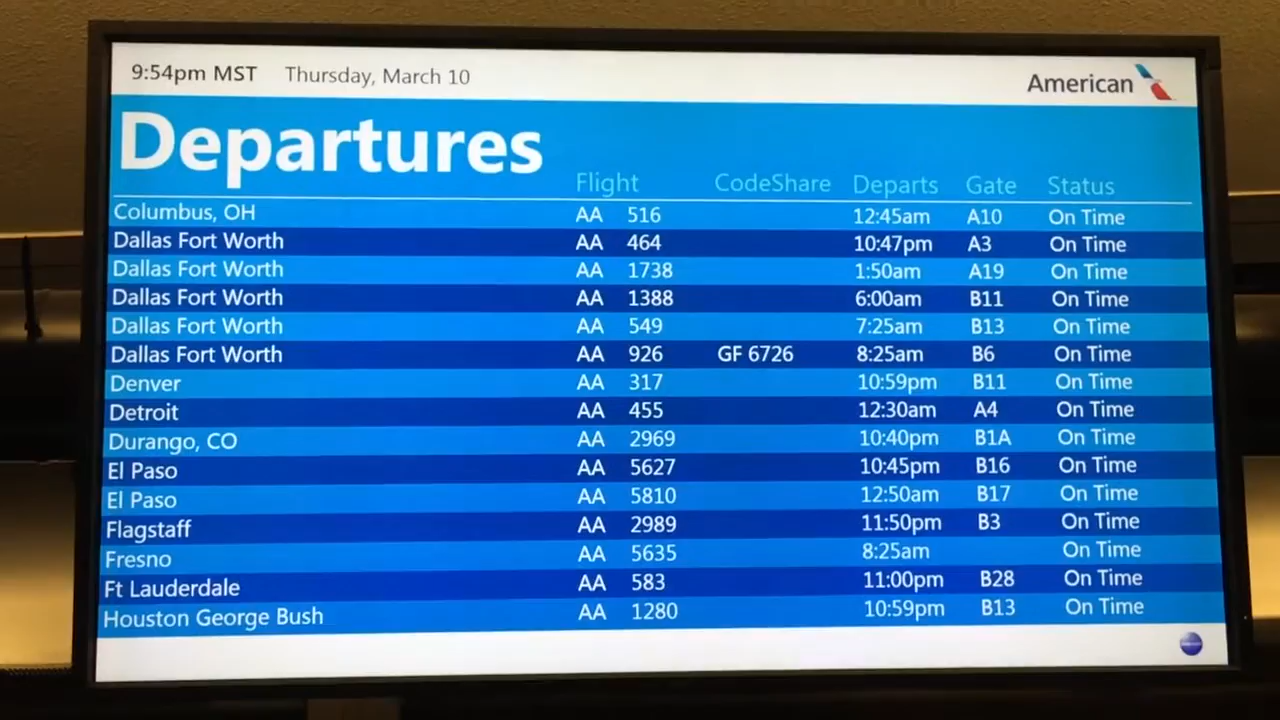 9:54pm MST Thursday, March 10 American
Departures
Flight CodeShare Departs Gate Status
Columbus, OH AA 516 12:45am A10 On Time
Dallas Fort Worth AA 464 10:47pm A3 On Time
Dallas Fort Worth AA 1738 1:50am A19 On Time
Dallas Fort Worth AA 1388 6:00am B11 On Time
Dallas Fort Worth AA 549 7:25am B13 On Time
Dallas Fort Worth AA 926 GF 6726 8:25am B6 On Time
Denver AA 317 10:59pm B11 On Time
Detroit AA 455 12:30am A4 On Time
Durango, CO AA 2969 10:40pm B1A On Time
El Paso AA 5627 10:45pm B16 On Time
El Paso AA 5810 12:50am B17 On Time
Flagstaff AA 2989 11:50pm B3 On Time
Fresno AA 5635 8:25am On Time
Ft Lauderdale AA 583 11:00pm B28 On Time
Houston George Bush AA 1280 10:59pm B13 On Time